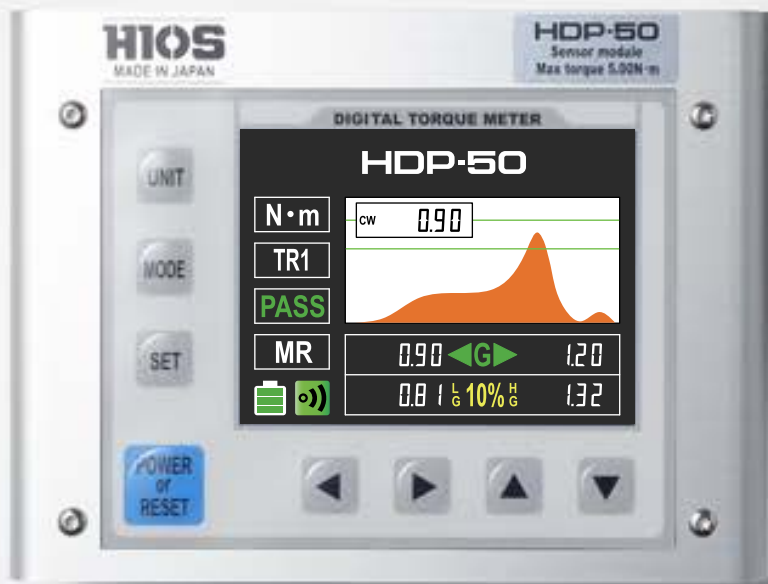 HIOS
MADE IN JAPAN
HDP-50
Sensor module
Max torque 5.00N·m
DIGITAL TORQUE METER
HDP-50
UNIT
MODE
SET
POWER
or
RESET
N·m
TR1
PASS
MR
CW 0.90
0.90 ◀G▶ 1.20
0.81 LG 10% HG 1.32